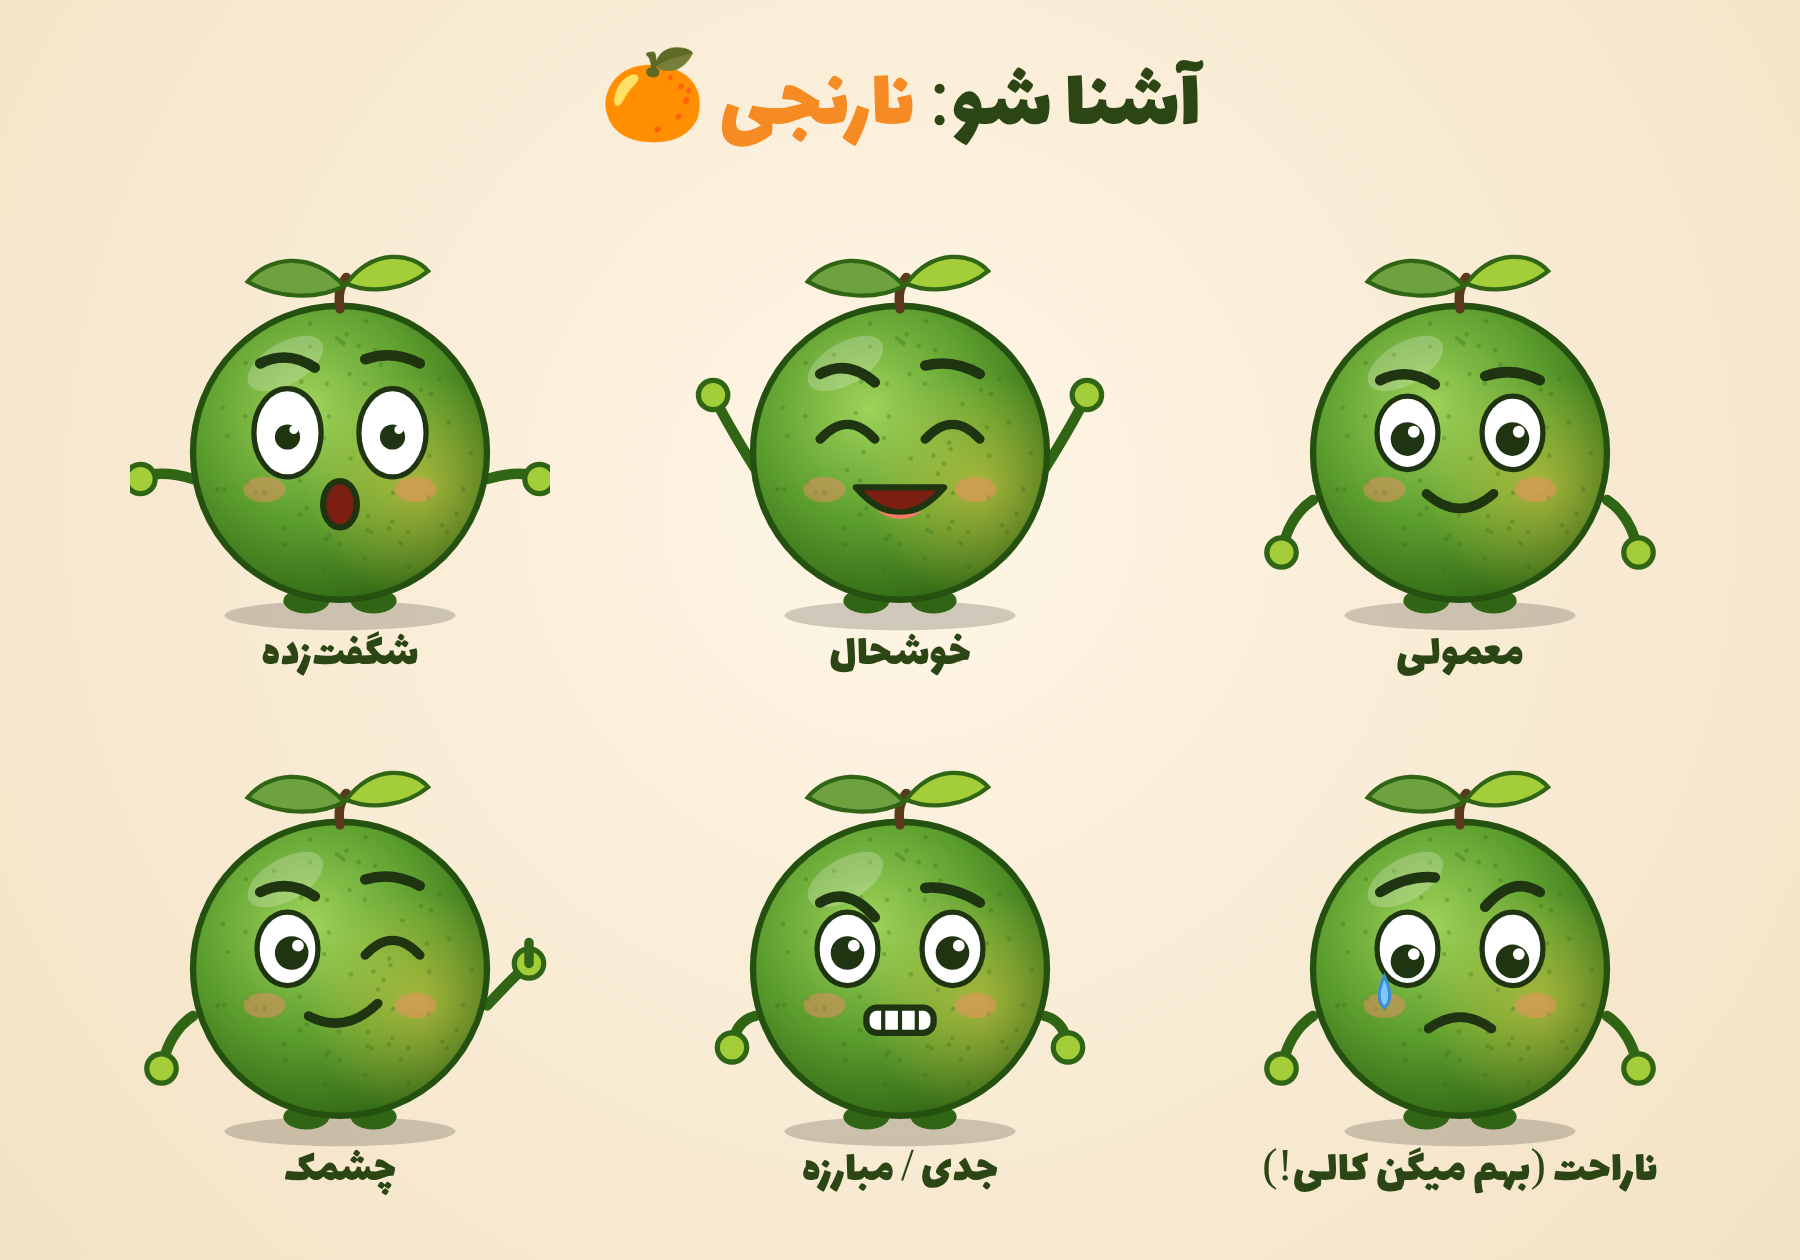 آشنا شو: نارنجی 🍊
معمولی
خوشحال
شگفت‌زده
ناراحت (بهم میگن کالی!)
جدی / مبارزه
چشمک